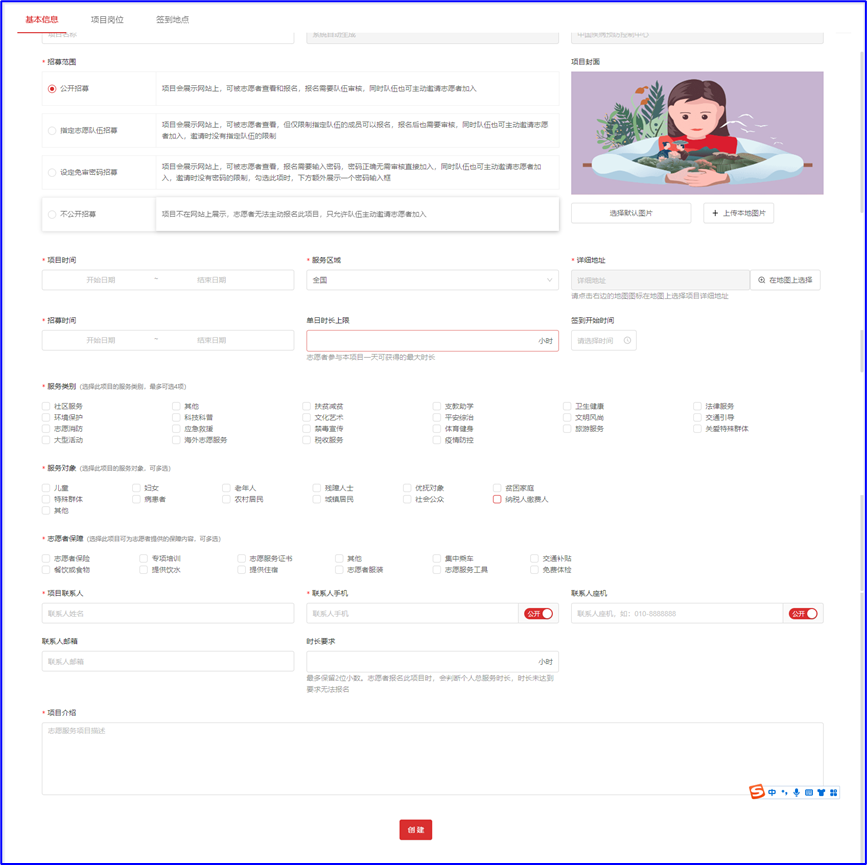 基本信息 项目岗位 签到地点
项目名称 系统自动生成 中国疾病预防控制中心
* 招募范围 项目封面
公开招募 项目会展示网站上，可被志愿者查看和报名，报名需要队伍审核，同时队伍也可主动邀请志愿者加入
指定志愿队伍招募 项目会展示网站上，可被志愿者查看，但仅限制指定队伍的成员可以报名，报名后也需要审核，同时队伍也可主动邀请志愿
者加入，邀请时没有指定队伍的限制
设定免审密码招募 项目会展示网站上，可被志愿者查看，报名需要输入密码，密码正确无需审核直接加入，同时队伍也可主动邀请志愿者加
入，邀请时没有密码的限制，勾选此项时，下方额外展示一个密码输入框
不公开招募 项目不在网站上展示，志愿者无法主动报名此项目，只允许队伍主动邀请志愿者加入
选择默认图片 + 上传本地图片
* 项目时间 * 服务区域 * 详细地址
开始日期 ~ 结束日期 全国 详细地址 在地图上选择
请点击右边的地图图标在地图上选择项目详细地址
* 招募时间 单日时长上限 签到开始时间
开始日期 ~ 结束日期 小时 请选择时间
志愿者参与本项目一天可获得的最大时长
* 服务类别 (选择此项目的服务类别，最多可选4项)
社区服务 其他 扶贫减贫 支教助学 卫生健康 法律服务
环境保护 科技科普 文化艺术 平安综治 文明风尚 交通引导
志愿消防 应急救援 禁毒宣传 体育健身 旅游服务 关爱特殊群体
大型活动 海外志愿服务 税收服务 疫情防控
* 服务对象 (选择此项目的服务对象，可多选)
儿童 妇女 老年人 残障人士 优抚对象 贫困家庭
特殊群体 病患者 农村居民 城镇居民 社会公众 纳税人缴费人
其他
* 志愿者保障 (选择此项目可为志愿者提供的保障内容，可多选)
志愿者保险 专项培训 志愿服务证书 其他 集中乘车 交通补贴
餐饮或食物 提供饮水 提供住宿 志愿者服装 志愿服务工具 免费体检
* 项目联系人 * 联系人手机 联系人座机
联系人姓名 联系人手机 公开 联系人座机，如：010-8888888 公开
联系人邮箱 时长要求
联系人邮箱 小时
最多保留2位小数。志愿者报名此项目时，会判断个人总服务时长，时长未达到
要求无法报名
* 项目介绍
志愿服务项目描述
S 中
创 建